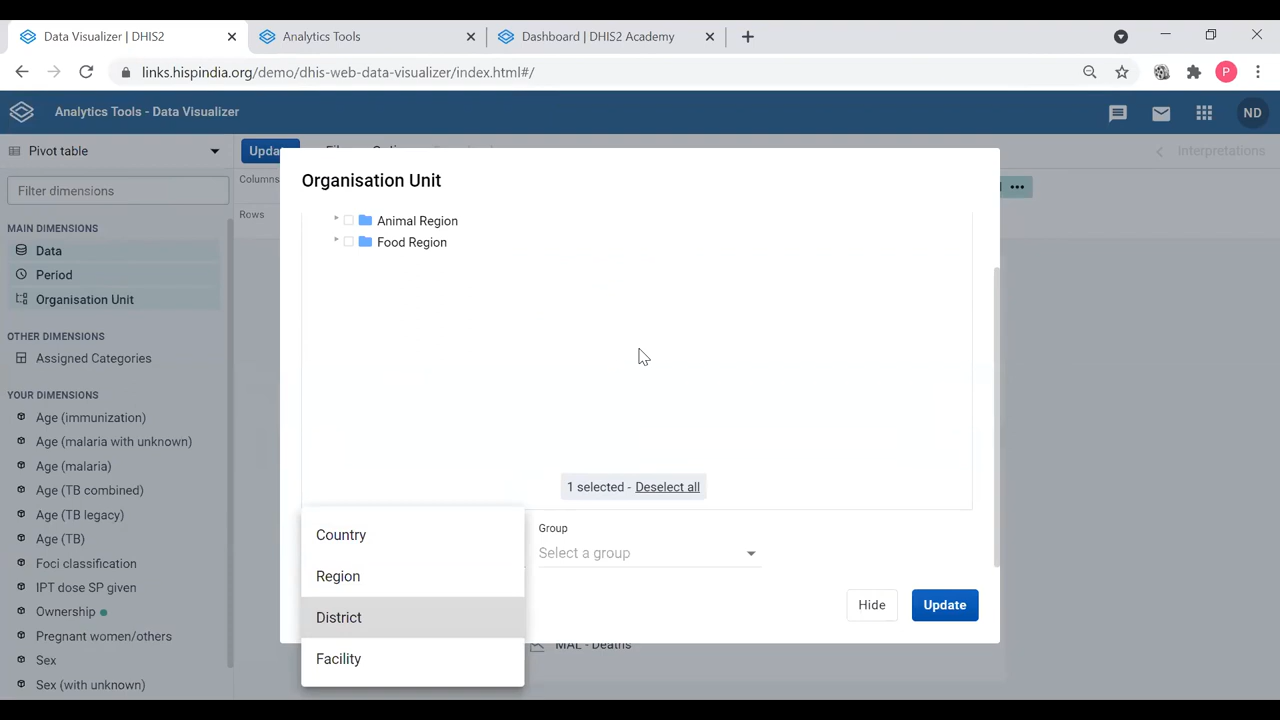 Data Visualizer | DHIS2
Analytics Tools
Dashboard | DHIS2 Academy
links.hispindia.org/demo/dhis-web-data-visualizer/index.html#/
P
Analytics Tools - Data Visualizer
ND
Pivot table
Upda
Interpretations
Filter dimensions
Columns
Rows
MAIN DIMENSIONS
Data
Period
Organisation Unit
OTHER DIMENSIONS
Assigned Categories
YOUR DIMENSIONS
Age (immunization)
Age (malaria with unknown)
Age (malaria)
Age (TB combined)
Age (TB legacy)
Age (TB)
Foci classification
IPT dose SP given
Ownership
Pregnant women/others
Sex
Sex (with unknown)
Organisation Unit
Animal Region
Food Region
1 selected - Deselect all
Country
Region
District
Facility
Group
Select a group
Hide
Update
MAL - Deaths